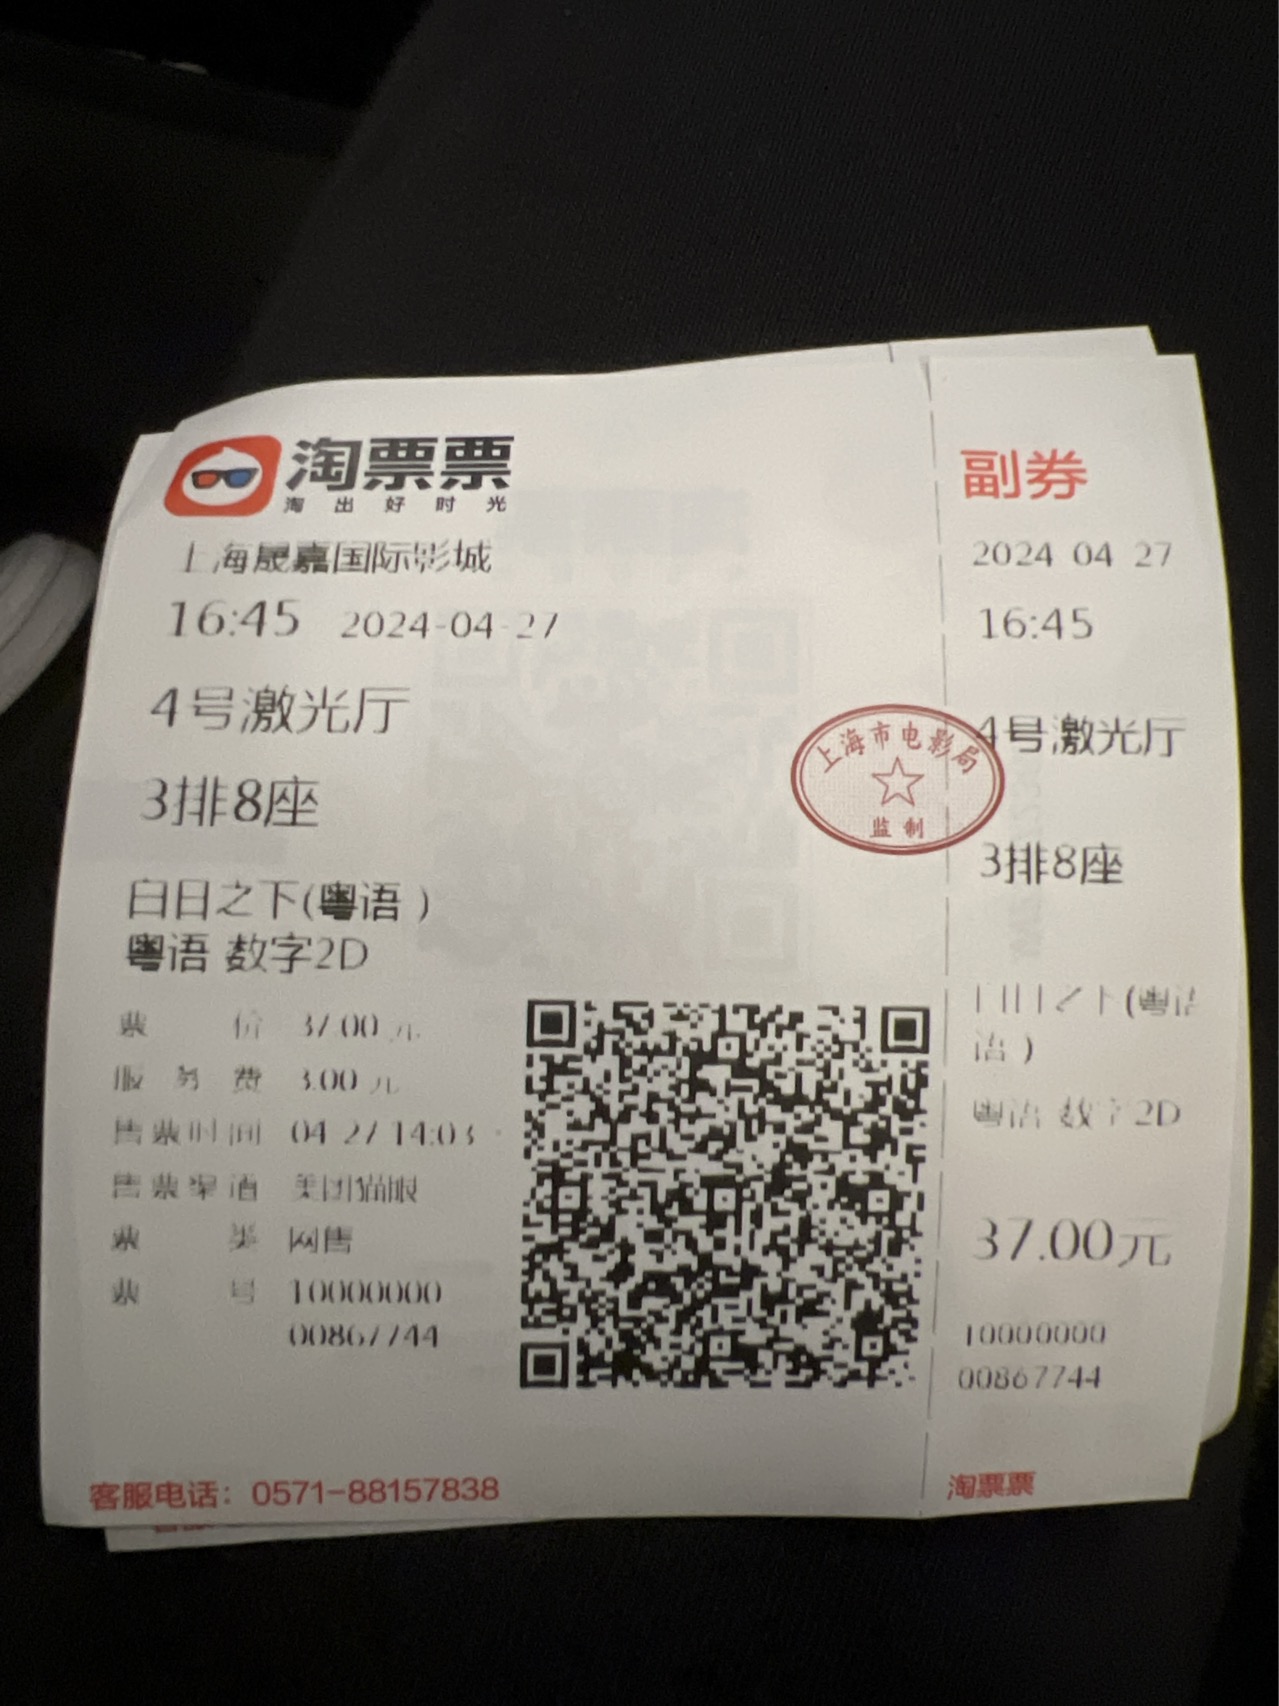 淘票票
淘出好时光
上海晟嘉国际影城
16:45 2024-04-27
4号激光厅
3排8座
白日之下(粤语 )
粤语 数字2D
票 价 37.00 元
服 务 费 3.00 元
售票时间 04-27 14:03
售票渠道 美团猫眼
票 类 网售
票 号 10000000
00867744
客服电话：0571-88157838
上海市电影局
监制
副券
2024 04 27
16:45
4号激光厅
3排8座
白日之下(粤语
语 )
粤语 数字2D
37.00元
10000000
00867744
淘票票